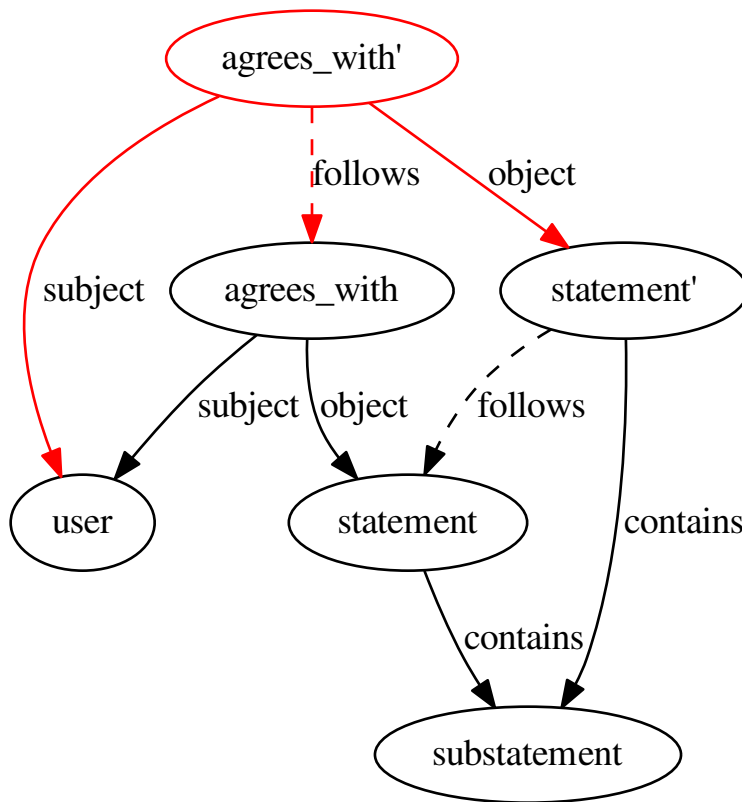 agrees_with'
follows
object
subject
agrees_with
statement'
subject
object
follows
user
statement
contains
contains
substatement